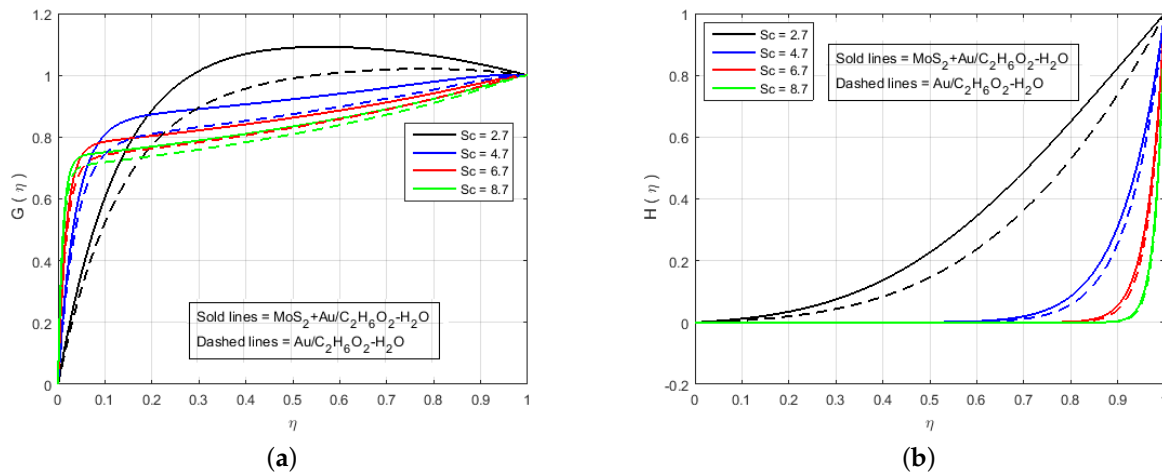 1.2
1
0.8
0.6
0.4
0.2
0
G ( η )
0 0.1 0.2 0.3 0.4 0.5 0.6 0.7 0.8 0.9 1
η
Sc = 2.7
Sc = 4.7
Sc = 6.7
Sc = 8.7
Sold lines = MoS2+Au/C2H6O2-H2O
Dashed lines = Au/C2H6O2-H2O
(a)
1
0.8
0.6
0.4
0.2
0
-0.2
H ( η )
0 0.1 0.2 0.3 0.4 0.5 0.6 0.7 0.8 0.9 1
η
Sc = 2.7
Sc = 4.7
Sc = 6.7
Sc = 8.7
Sold lines = MoS2+Au/C2H6O2-H2O
Dashed lines = Au/C2H6O2-H2O
(b)